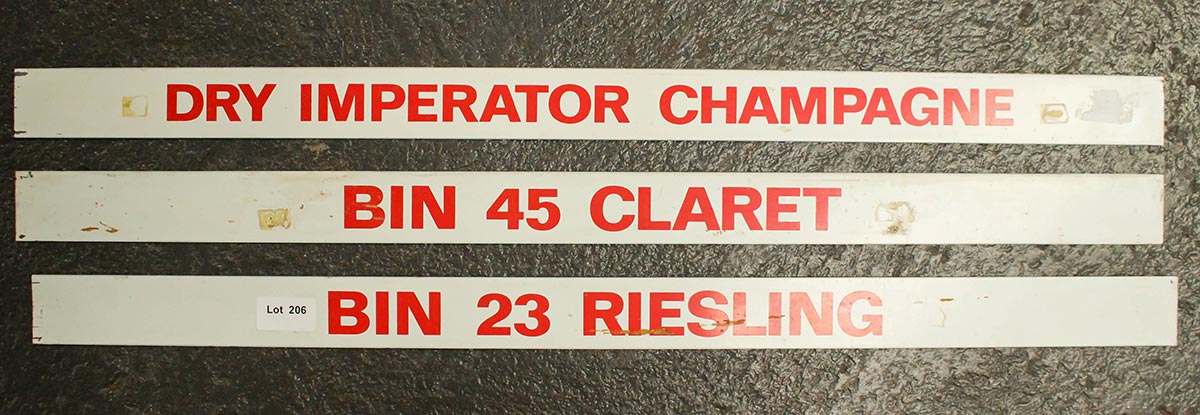 DRY IMPERATOR CHAMPAGNE
BIN 45 CLARET
Lot 206
BIN 23 RIESLING